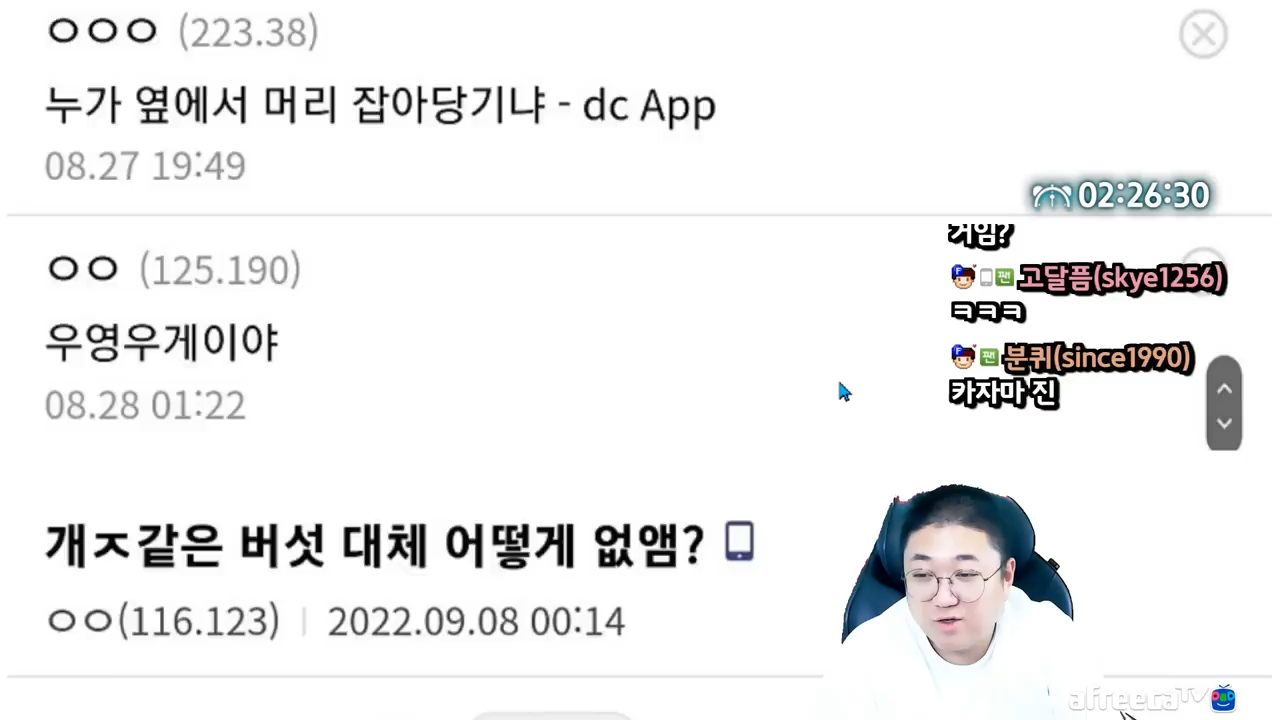 ㅇㅇㅇ (223.38)
누가 옆에서 머리 잡아당기냐 - dc App
08.27 19:49
02:26:30
거임?
ㅇㅇ (125.190)
고달픔(skye1256)
ㅋㅋㅋ
우영우게이야
분퀴(since1990)
카자마 진
08.28 01:22
개ㅈ같은 버섯 대체 어떻게 없앰?
ㅇㅇ(116.123) | 2022.09.08 00:14
afreecaTV